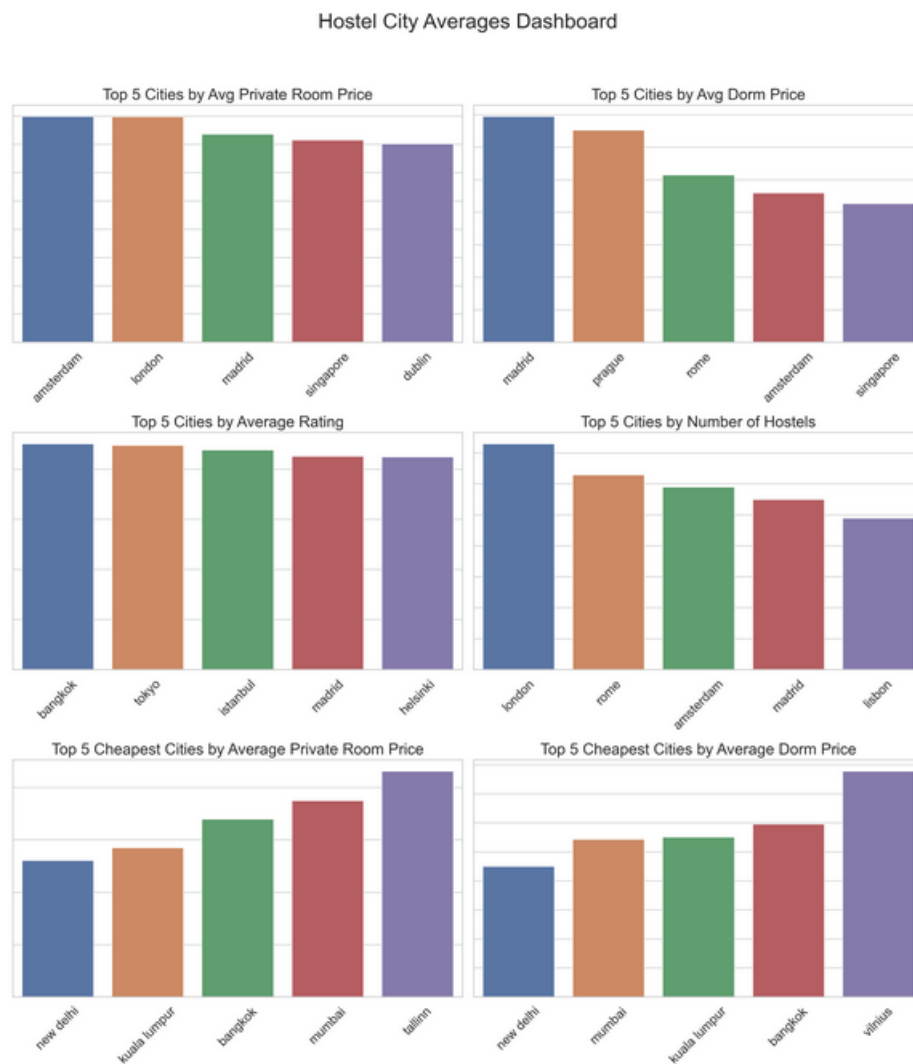 Hostel City Averages Dashboard
Top 5 Cities by Avg Private Room Price
amsterdam
london
madrid
singapore
dublin
Top 5 Cities by Avg Dorm Price
madrid
prague
rome
amsterdam
singapore
Top 5 Cities by Average Rating
bangkok
tokyo
istanbul
madrid
helsinki
Top 5 Cities by Number of Hostels
london
rome
amsterdam
madrid
lisbon
Top 5 Cheapest Cities by Average Private Room Price
new delhi
kuala lumpur
bangkok
mumbai
tallinn
Top 5 Cheapest Cities by Average Dorm Price
new delhi
mumbai
kuala lumpur
bangkok
vilnius